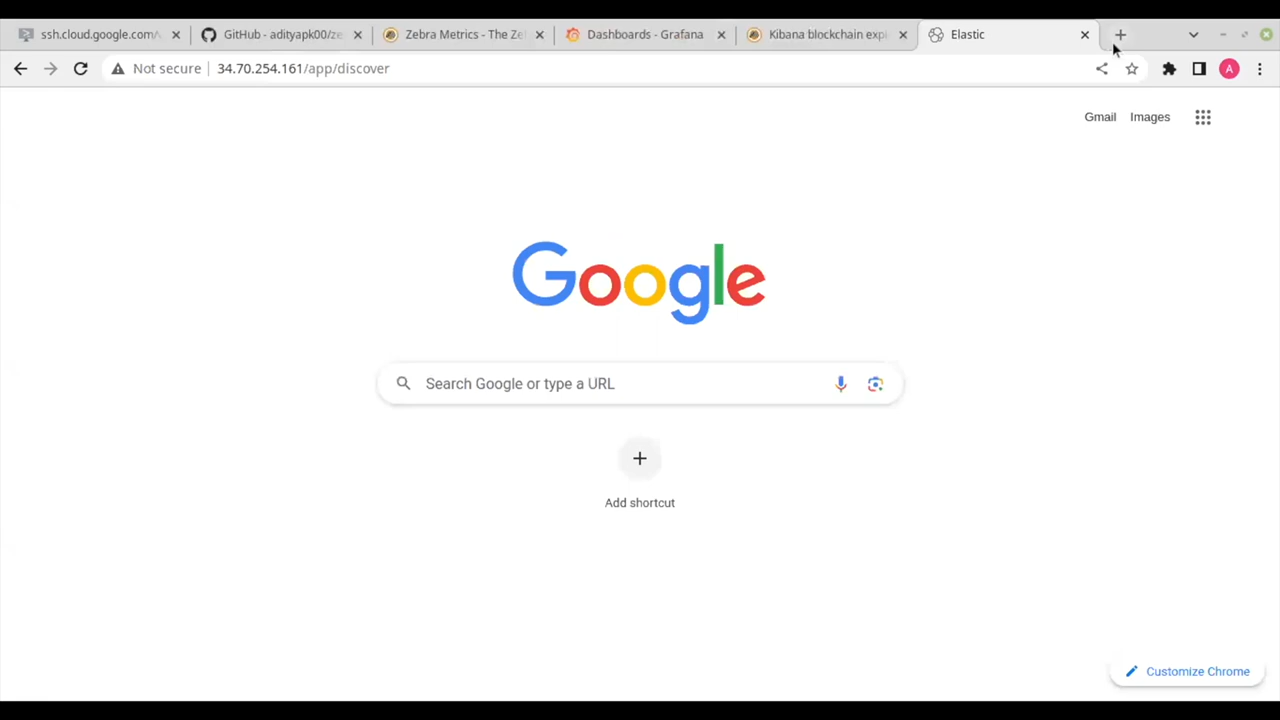 ssh.cloud.google.com/v
GitHub - adityapk00/ze
Zebra Metrics - The Ze
Dashboards - Grafana
Kibana blockchain expl
Elastic
Not secure
34.70.254.161/app/discover
A
Gmail
Images
Google
Search Google or type a URL
Add shortcut
Customize Chrome